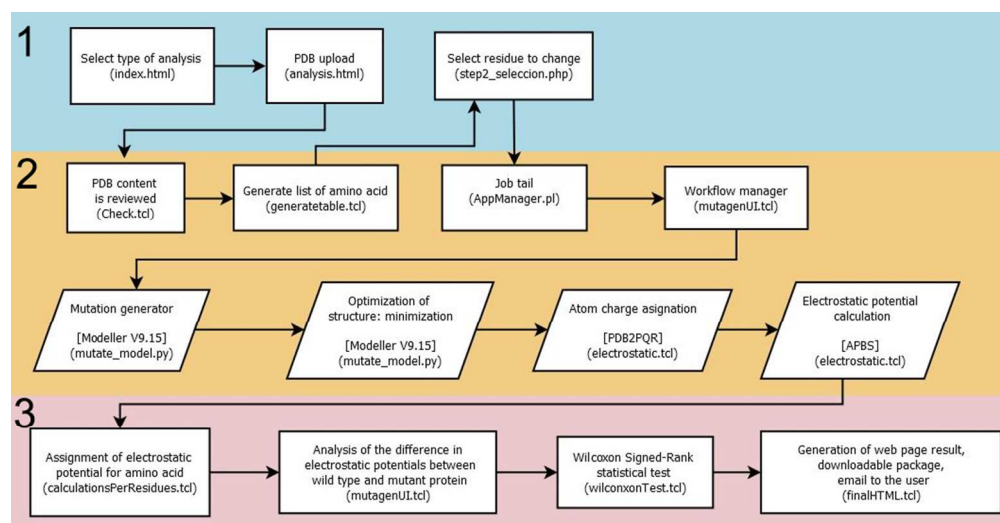 1
Select type of analysis
(index.html)
PDB upload
(analysis.html)
Select residue to change
(step2_seleccion.php)
2
PDB content
is reviewed
(Check.tcl)
Generate list of amino acid
(generatetable.tcl)
Job tail
(AppManager.pl)
Workflow manager
(mutagenUI.tcl)
Mutation generator
[Modeller V9.15]
(mutate_model.py)
Optimization of
structure: minimization
[Modeller V9.15]
(mutate_model.py)
Atom charge asignation
[PDB2PQR]
(electrostatic.tcl)
Electrostatic potential
calculation
[APBS]
(electrostatic.tcl)
3
Assignment of electrostatic
potential for amino acid
(calculationsPerResidues.tcl)
Analysis of the difference in
electrostatic potentials between
wild type and mutant protein
(mutagenUI.tcl)
Wilcoxon Signed-Rank
statistical test
(wilconxonTest.tcl)
Generation of web page result,
downloadable package,
email to the user
(finalHTML.tcl)